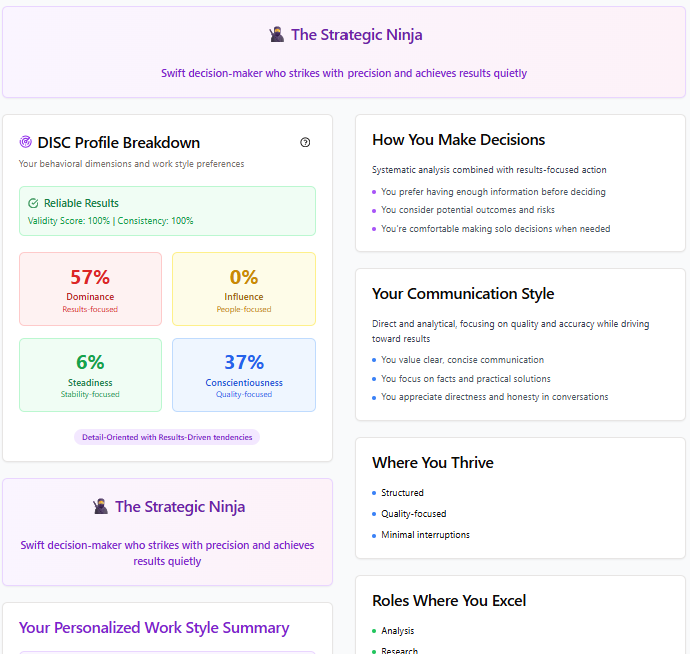 The Strategic Ninja
Swift decision-maker who strikes with precision and achieves results quietly
DISC Profile Breakdown
Your behavioral dimensions and work style preferences
Reliable Results
Validity Score: 100% | Consistency: 100%
57%
Dominance
Results-focused
0%
Influence
People-focused
6%
Steadiness
Stability-focused
37%
Conscientiousness
Quality-focused
Detail-Oriented with Results-Driven tendencies
The Strategic Ninja
Swift decision-maker who strikes with precision and achieves
results quietly
Your Personalized Work Style Summary
How You Make Decisions
Systematic analysis combined with results-focused action
You prefer having enough information before deciding
You consider potential outcomes and risks
You're comfortable making solo decisions when needed
Your Communication Style
Direct and analytical, focusing on quality and accuracy while driving
toward results
You value clear, concise communication
You focus on facts and practical solutions
You appreciate directness and honesty in conversations
Where You Thrive
Structured
Quality-focused
Minimal interruptions
Roles Where You Excel
Analysis
Research